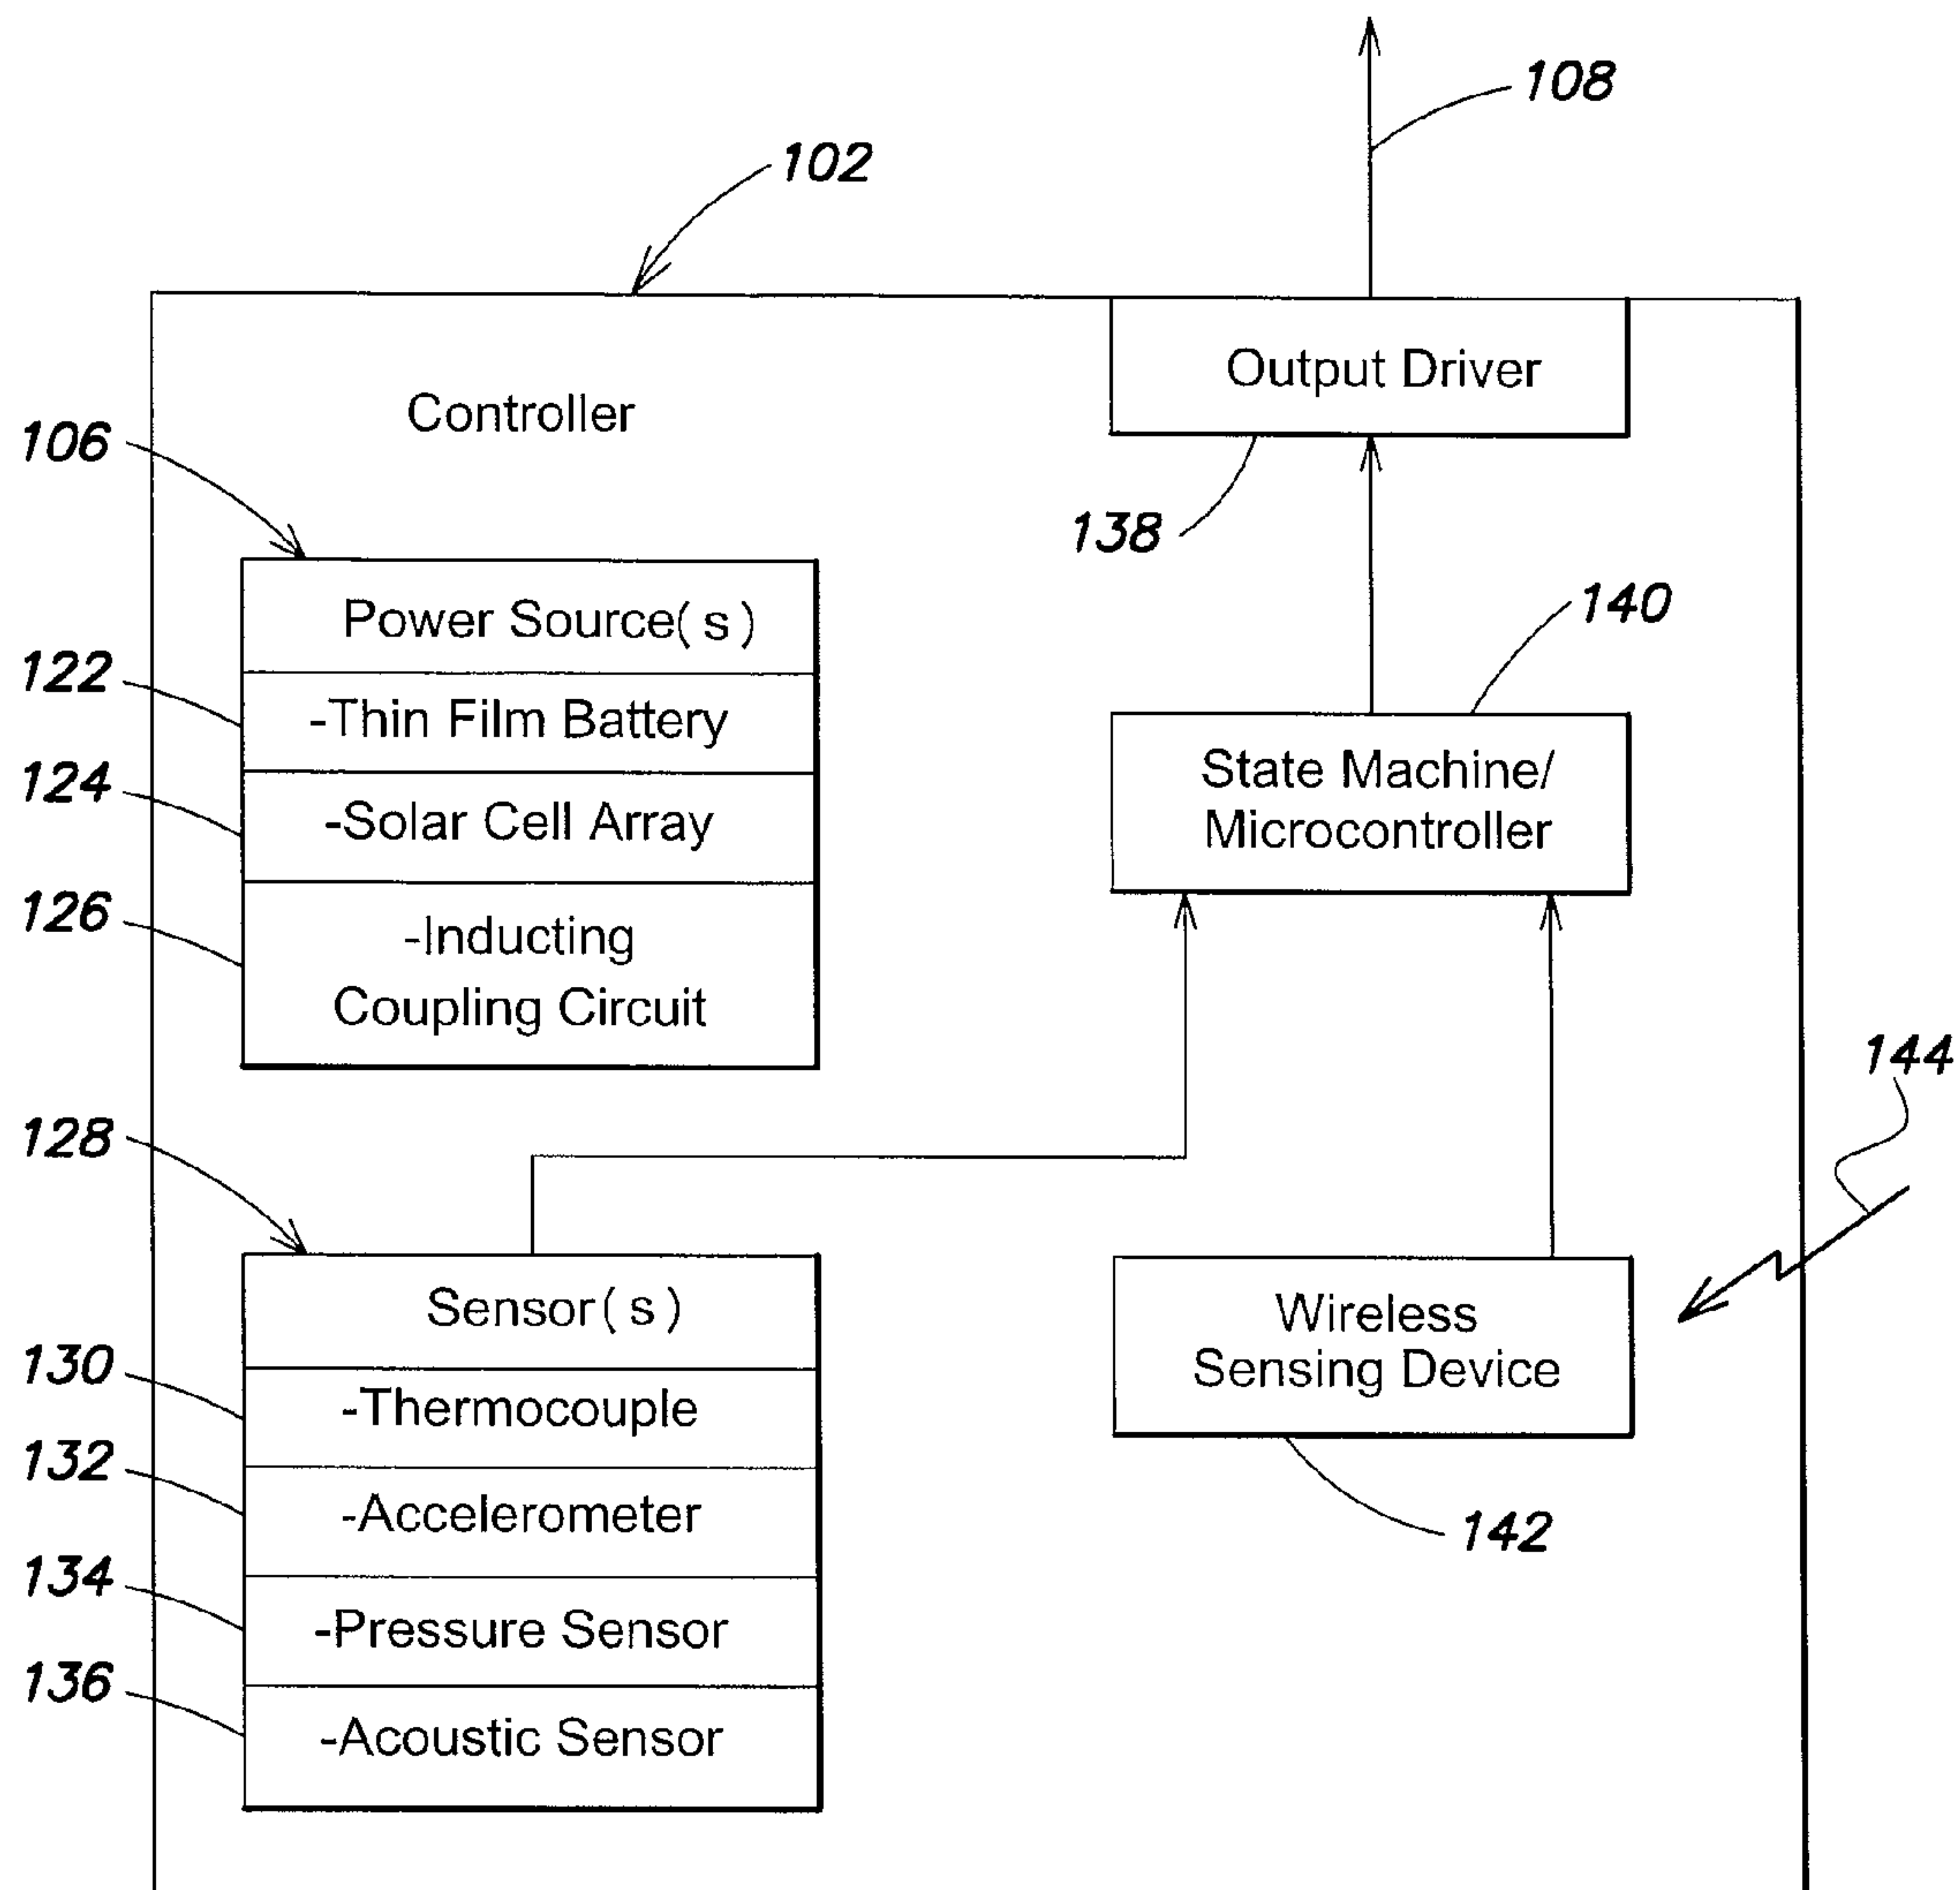 108
102
Output Driver
Controller
106
138
Power Source(s)
140
122
-Thin Film Battery
State Machine/
Microcontroller
124
-Solar Cell Array
126
-Inducting
Coupling Circuit
144
128
Sensor(s)
Wireless
Sensing Device
130
-Thermocouple
132
-Accelerometer
142
134
-Pressure Sensor
136
-Acoustic Sensor